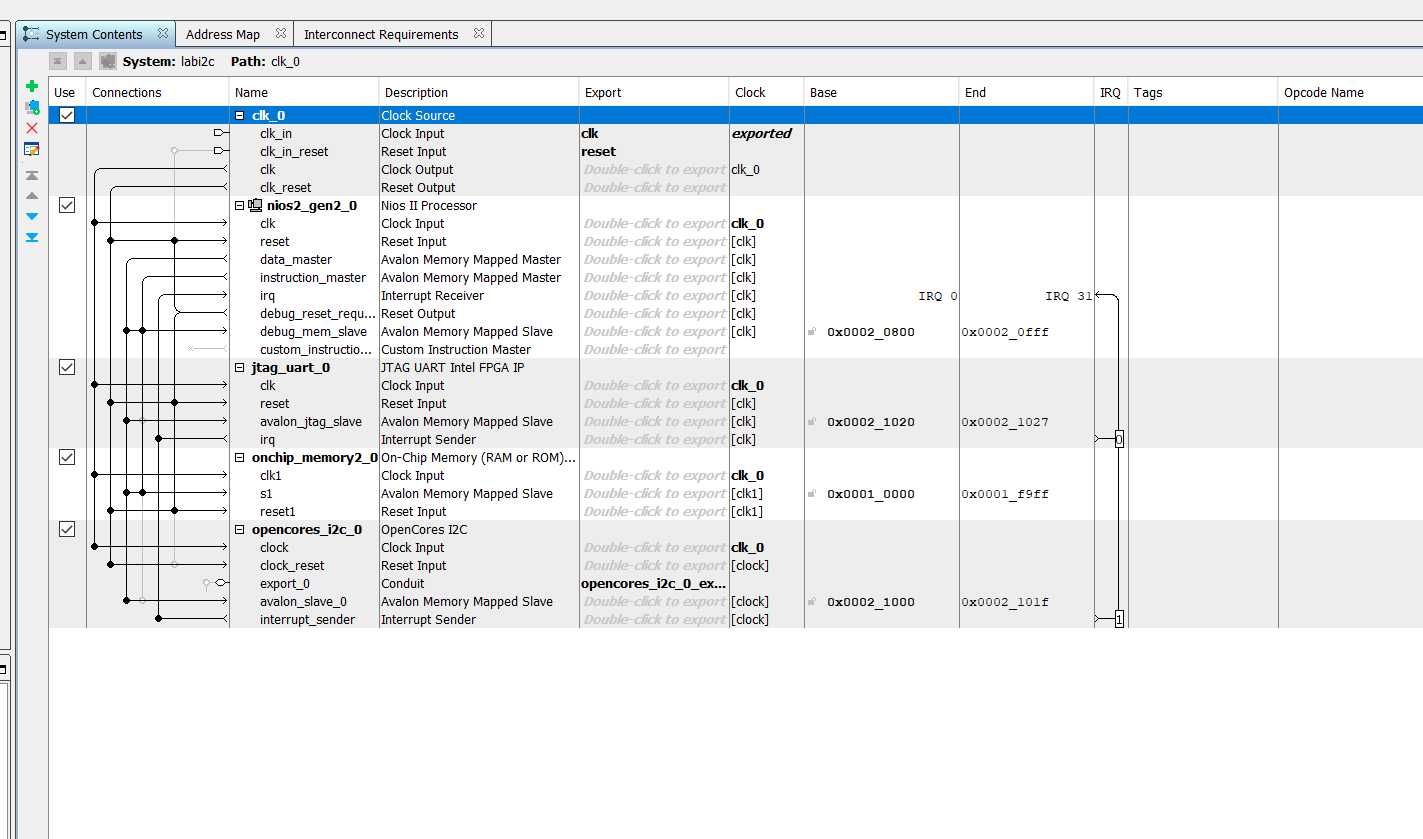 System Contents Address Map Interconnect Requirements
System: labi2c Path: clk_0
Use Connections Name Description Export Clock Base End IRQ Tags Opcode Name
clk_0 Clock Source
clk_in Clock Input clk exported
clk_in_reset Reset Input reset
clk Clock Output Double-click to export clk_0
clk_reset Reset Output Double-click to export
nios2_gen2_0 Nios II Processor
clk Clock Input Double-click to export clk_0
reset Reset Input Double-click to export [clk]
data_master Avalon Memory Mapped Master Double-click to export [clk]
instruction_master Avalon Memory Mapped Master Double-click to export [clk]
irq Interrupt Receiver Double-click to export [clk] IRQ 0 IRQ 31
debug_reset_requ... Reset Output Double-click to export [clk]
debug_mem_slave Avalon Memory Mapped Slave Double-click to export [clk] 0x0002_0800 0x0002_0fff
custom_instructio... Custom Instruction Master Double-click to export
jtag_uart_0 JTAG UART Intel FPGA IP
clk Clock Input Double-click to export clk_0
reset Reset Input Double-click to export [clk]
avalon_jtag_slave Avalon Memory Mapped Slave Double-click to export [clk] 0x0002_1020 0x0002_1027
irq Interrupt Sender Double-click to export [clk] 0
onchip_memory2_0 On-Chip Memory (RAM or ROM)...
clk1 Clock Input Double-click to export clk_0
s1 Avalon Memory Mapped Slave Double-click to export [clk1] 0x0001_0000 0x0001_f9ff
reset1 Reset Input Double-click to export [clk1]
opencores_i2c_0 OpenCores I2C
clock Clock Input Double-click to export clk_0
clock_reset Reset Input Double-click to export [clock]
export_0 Conduit opencores_i2c_0_ex...
avalon_slave_0 Avalon Memory Mapped Slave Double-click to export [clock] 0x0002_1000 0x0002_101f
interrupt_sender Interrupt Sender Double-click to export [clock] 1